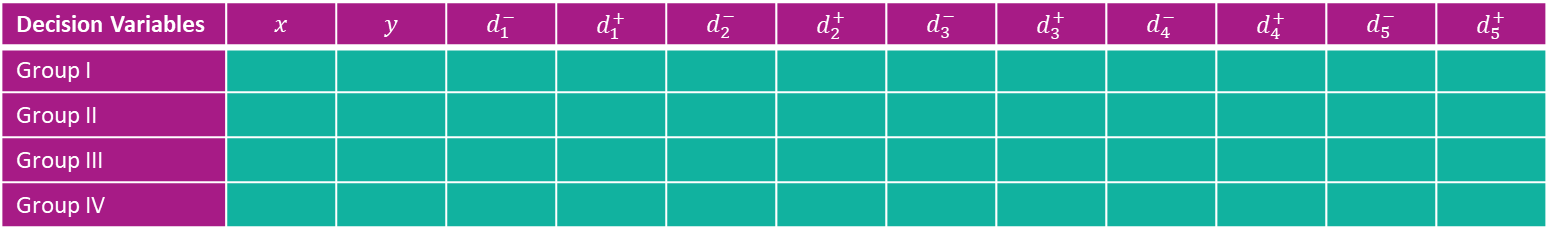 Decision Variables x y d₁⁻ d₁⁺ d₂⁻ d₂⁺ d₃⁻ d₃⁺ d₄⁻ d₄⁺ d₅⁻ d₅⁺
Group I
Group II
Group III
Group IV